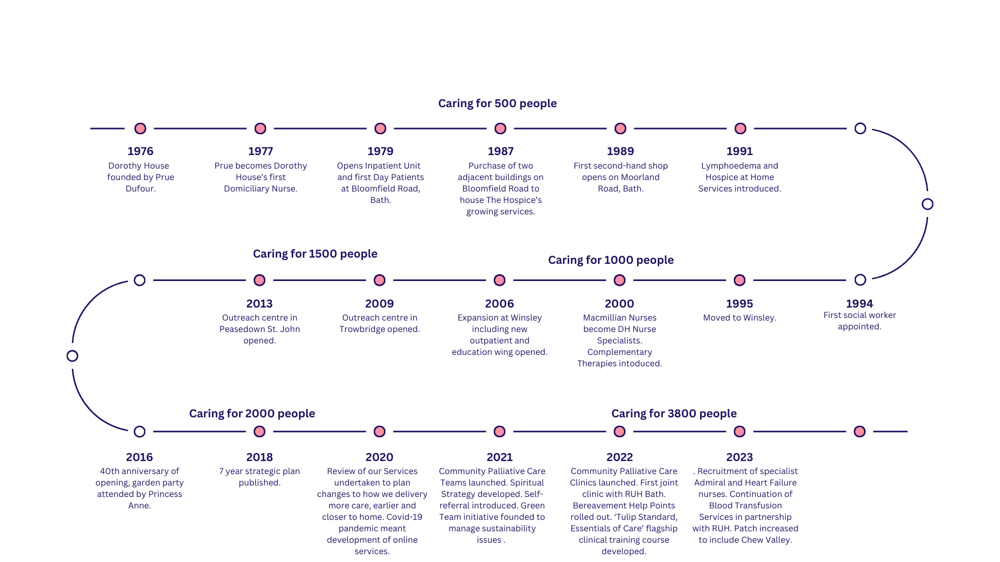 Caring for 500 people
1976
Dorothy House
founded by Prue
Dufour.
1977
Prue becomes Dorothy
House’s first
Domiciliary Nurse.
1979
Opens Inpatient Unit
and first Day Patients
at Bloomfield Road,
Bath.
1987
Purchase of two
adjacent buildings on
Bloomfield Road to
house The Hospice’s
growing services.
1989
First second-hand shop
opens on Moorland
Road, Bath.
1991
Lymphoedema and
Hospice at Home
Services introduced.
Caring for 1500 people
Caring for 1000 people
2013
Outreach centre in
Peasedown St. John
opened.
2009
Outreach centre in
Trowbridge opened.
2006
Expansion at Winsley
including new
outpatient and
education wing opened.
2000
Macmillian Nurses
become DH Nurse
Specialists.
Complementary
Therapies intoduced.
1995
Moved to Winsley.
1994
First social worker
appointed.
Caring for 2000 people
Caring for 3800 people
2016
40th anniversary of
opening, garden party
attended by Princess
Anne.
2018
7 year strategic plan
published.
2020
Review of our Services
undertaken to plan
changes to how we delivery
more care, earlier and
closer to home. Covid-19
pandemic meant
development of online
services.
2021
Community Palliative Care
Teams launched. Spiritual
Strategy developed. Self-
referral introduced. Green
Team initiative founded to
manage sustainability
issues .
2022
Community Palliative Care
Clinics launched. First joint
clinic with RUH Bath.
Bereavement Help Points
rolled out. ‘Tulip Standard,
Essentials of Care’ flagship
clinical training course
developed.
2023
. Recruitment of specialist
Admiral and Heart Failure
nurses. Continuation of
Blood Transfusion
Services in partnership
with RUH. Patch increased
to include Chew Valley.